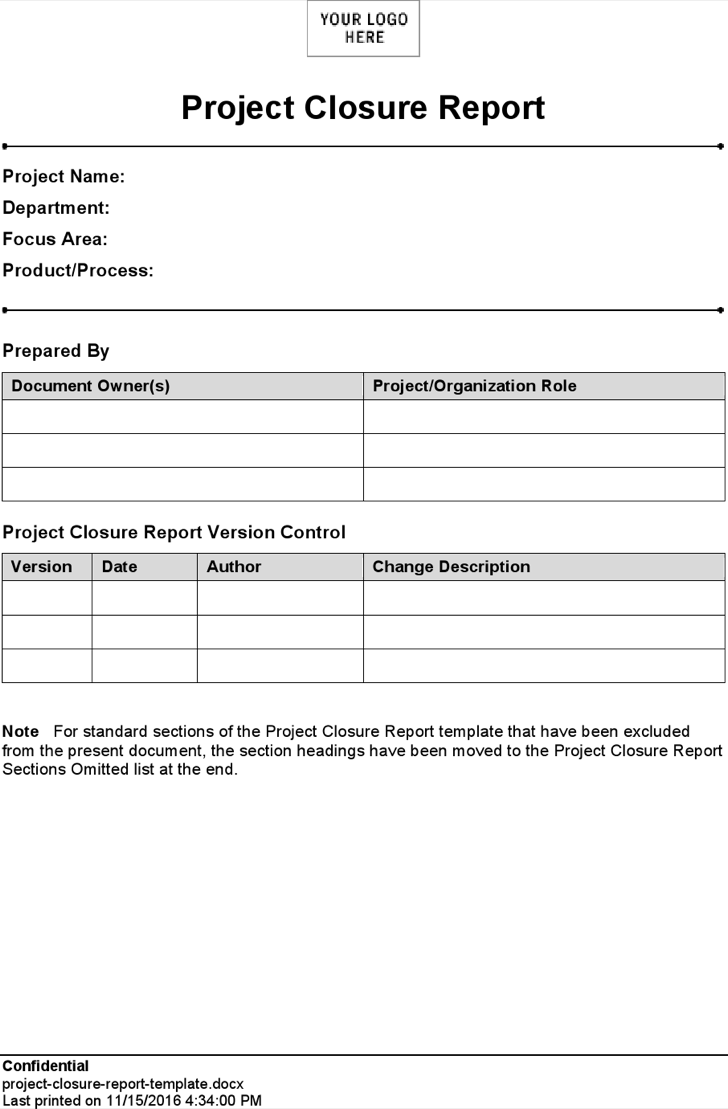 YOUR LOGO
HERE
Project Closure Report
Project Name:
Department:
Focus Area:
Product/Process:
Prepared By
Document Owner(s) Project/Organization Role
Project Closure Report Version Control
Version Date Author Change Description
Note For standard sections of the Project Closure Report template that have been excluded
from the present document, the section headings have been moved to the Project Closure Report
Sections Omitted list at the end.
Confidential
project-closure-report-template.docx
Last printed on 11/15/2016 4:34:00 PM